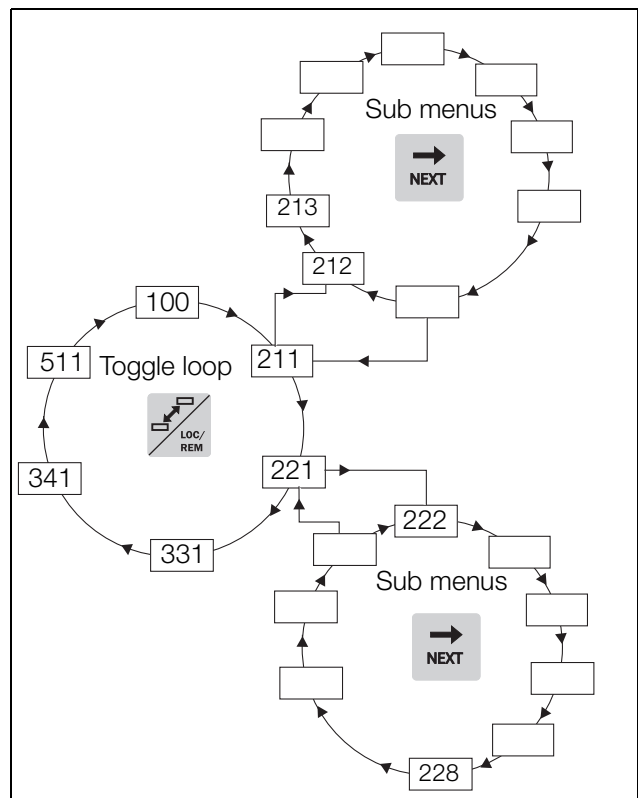 Sub menus
NEXT
213
212
100
511
Toggle loop
211
LOC/
REM
341
221
331
222
Sub menus
NEXT
228